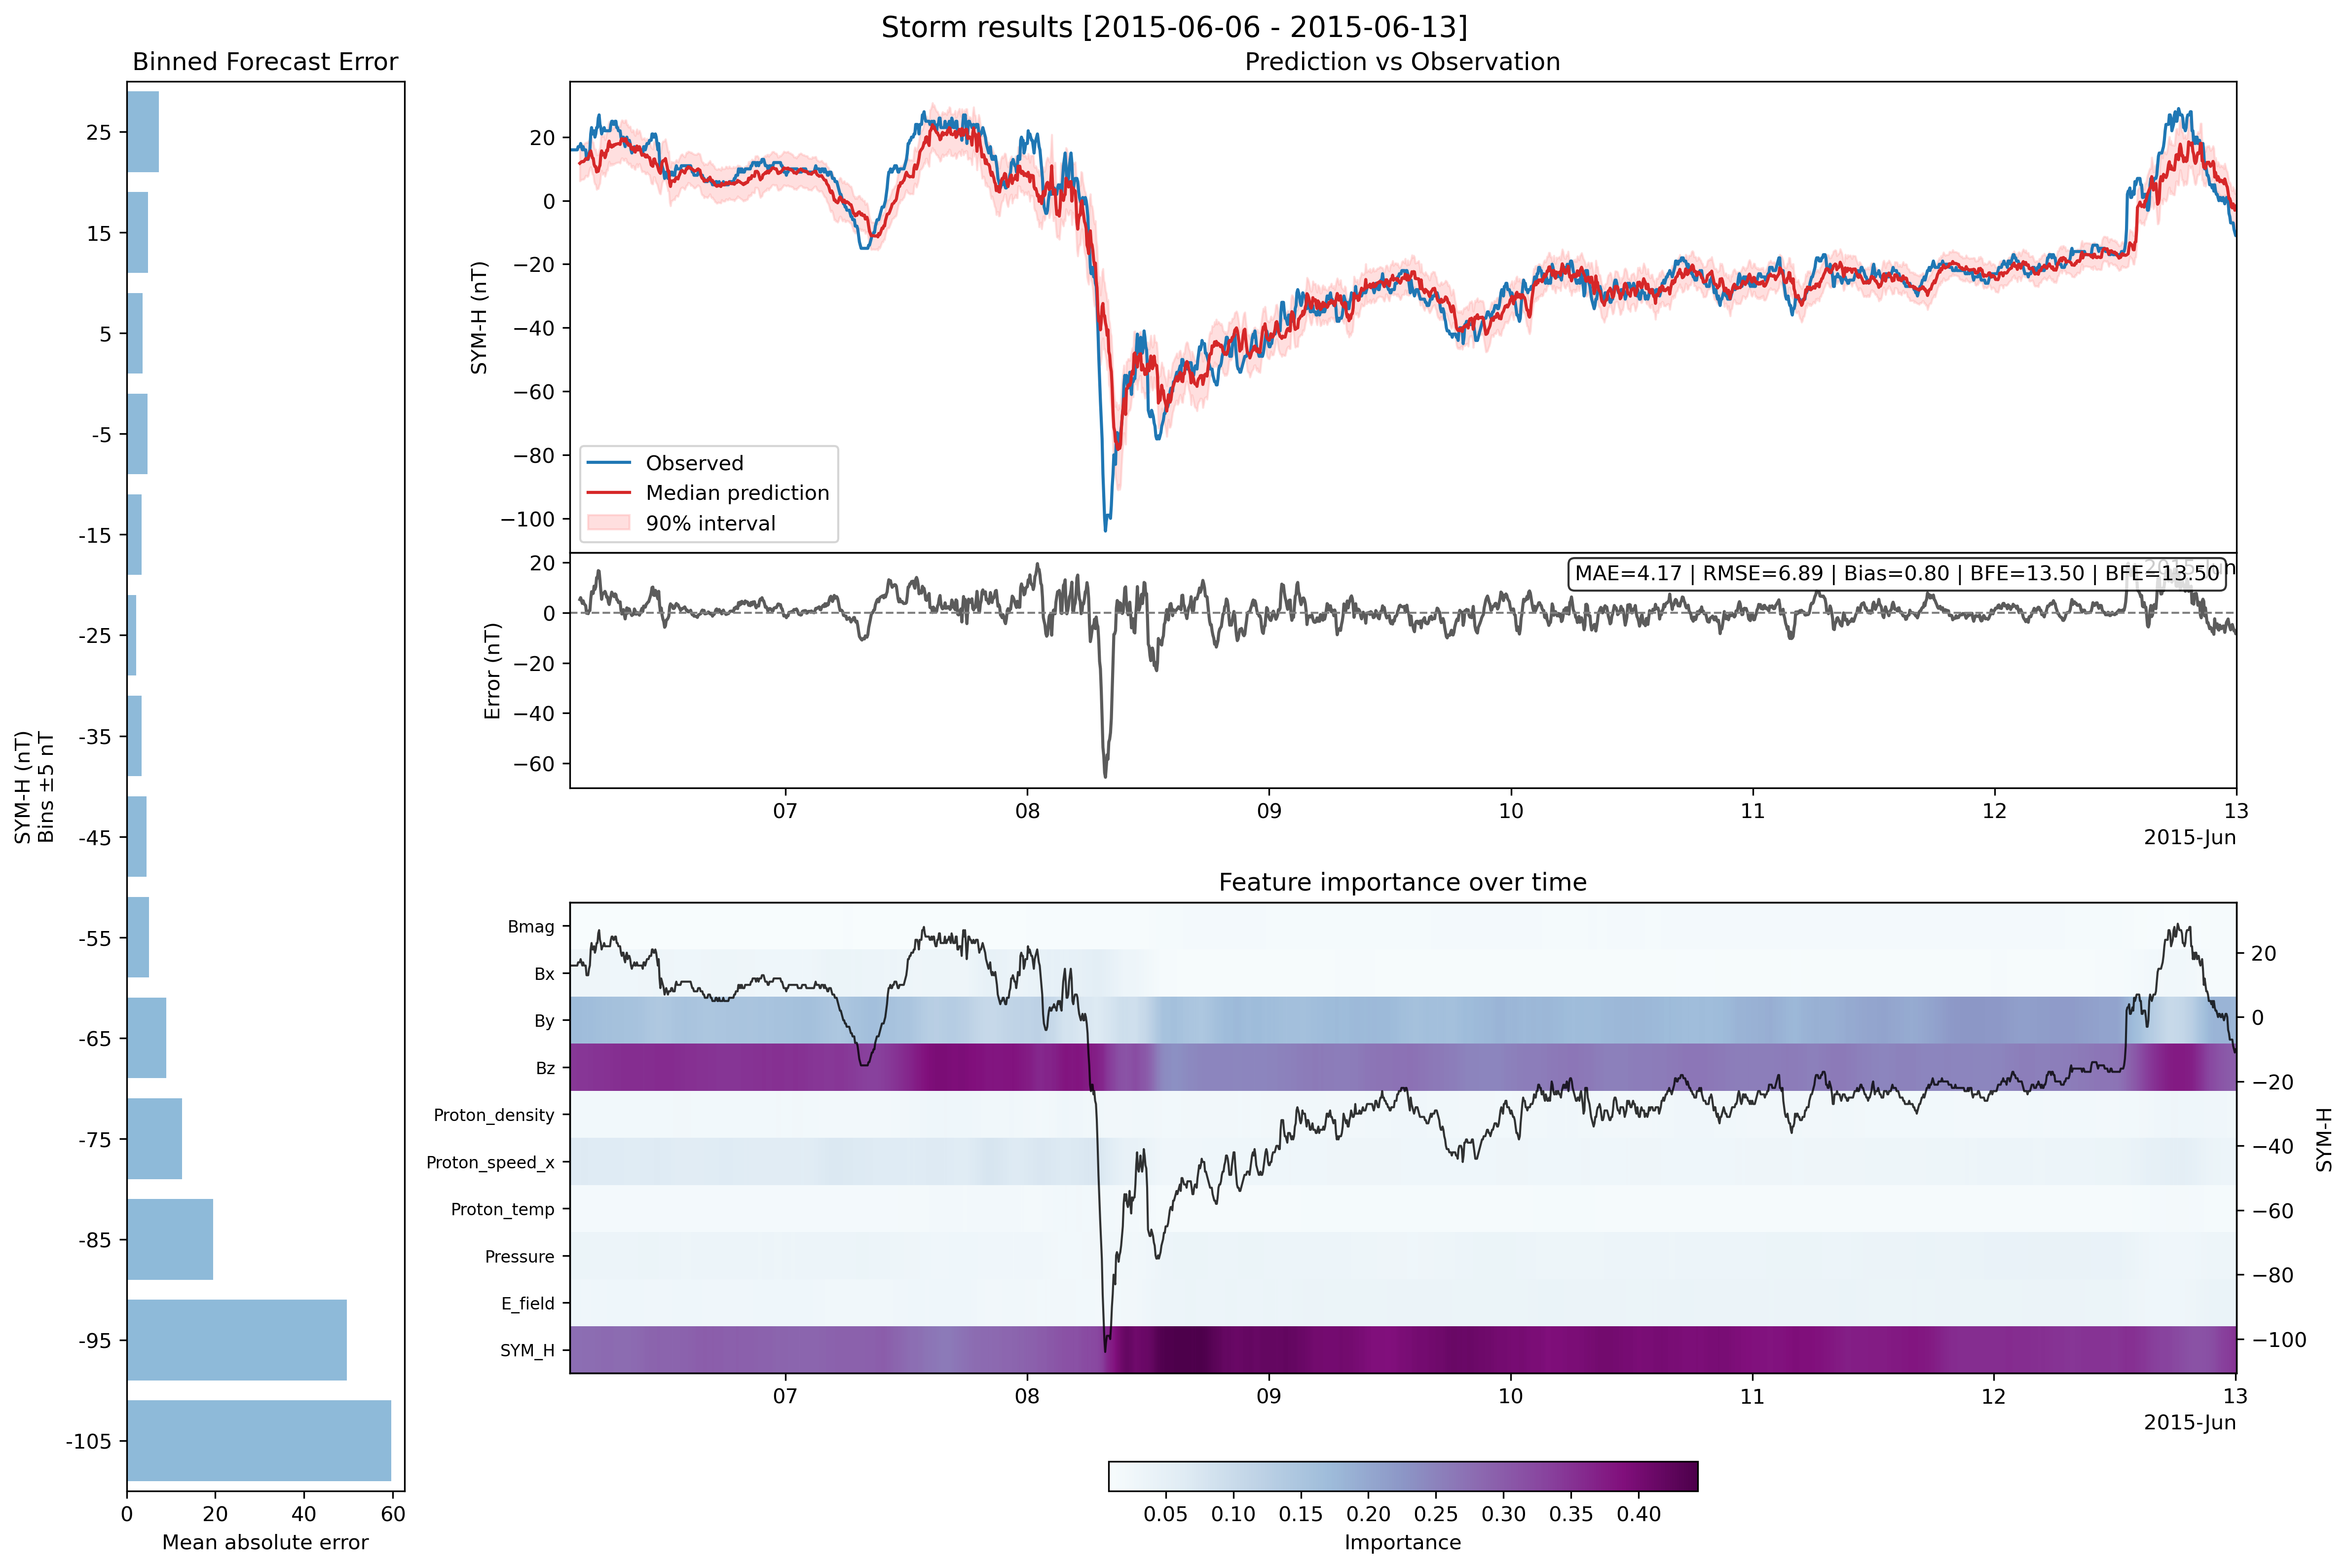 Storm results [2015-06-06 - 2015-06-13]
Binned Forecast Error
25
15
5
-5
-15
-25
-35
-45
-55
-65
-75
-85
-95
-105
SYM-H (nT)
Bins ±5 nT
0 20 40 60
Mean absolute error
Prediction vs Observation
20
0
−20
−40
−60
−80
−100
SYM-H (nT)
Observed
Median prediction
90% interval
2015-Jun
MAE=4.17 | RMSE=6.89 | Bias=0.80 | BFE=13.50 | BFE=13.50
20
0
−20
−40
−60
Error (nT)
07 08 09 10 11 12 13
2015-Jun
Feature importance over time
Bmag
Bx
By
Bz
Proton_density
Proton_speed_x
Proton_temp
Pressure
E_field
SYM_H
20
0
−20
−40
−60
−80
−100
SYM-H
07 08 09 10 11 12 13
2015-Jun
0.05 0.10 0.15 0.20 0.25 0.30 0.35 0.40
Importance